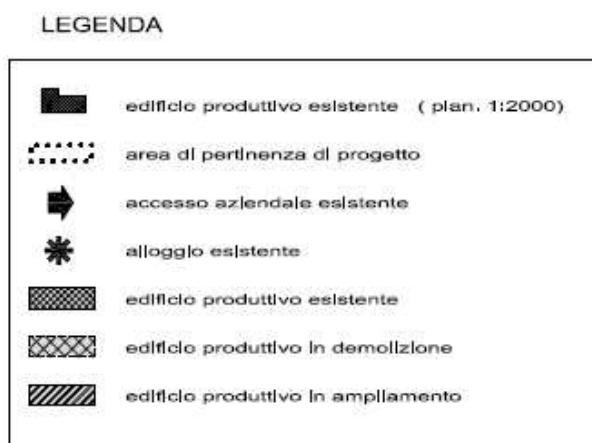 LEGENDA
edificio produttivo esistente ( plan. 1:2000)
area di pertinenza di progetto
accesso aziendale esistente
alloggio esistente
edificio produttivo esistente
edificio produttivo in demolizione
edificio produttivo in ampliamento